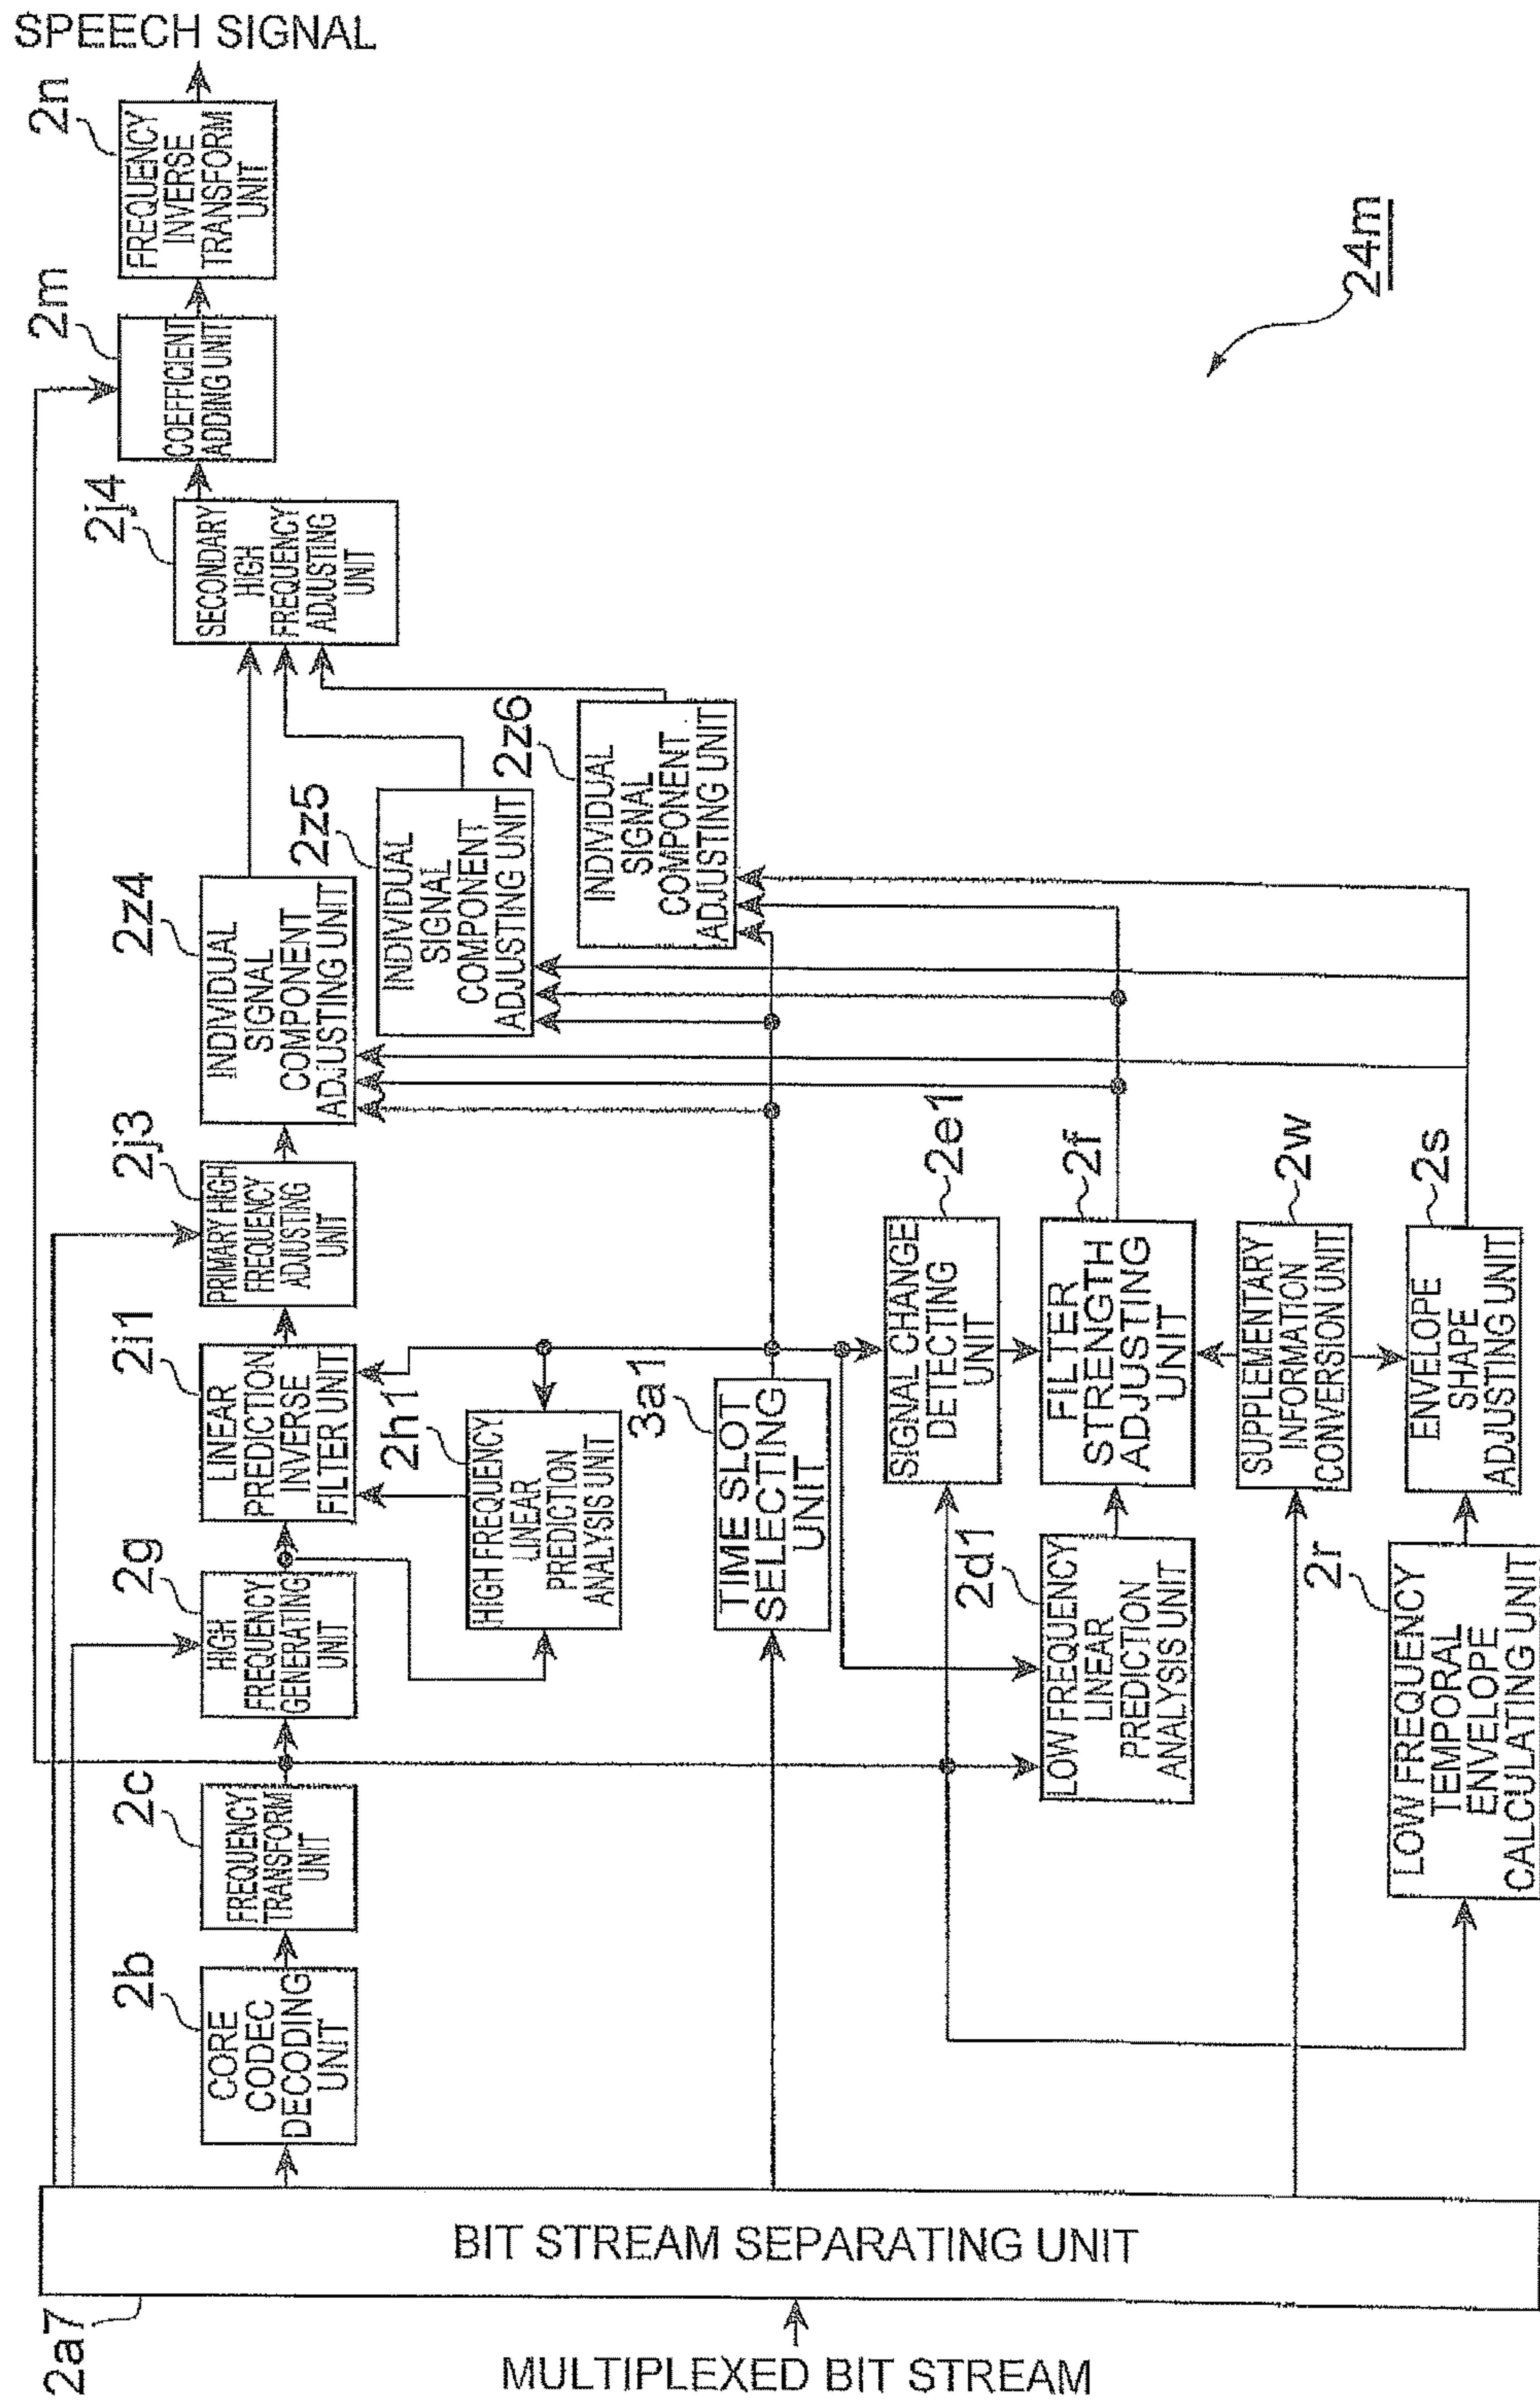 SPEECH SIGNAL
2n
FREQUENCY
INVERSE
TRANSFORM
UNIT
2m
COEFFICIENT
ADDING UNIT
2j4
SECONDARY
HIGH
FREQUENCY
ADJUSTING
UNIT
2z4
INDIVIDUAL
SIGNAL
COMPONENT
ADJUSTING UNIT
2z5
INDIVIDUAL
SIGNAL
COMPONENT
ADJUSTING UNIT
2z6
INDIVIDUAL
SIGNAL
COMPONENT
ADJUSTING UNIT
24m
2j3
PRIMARY HIGH
FREQUENCY
ADJUSTING
UNIT
2i1
LINEAR
PREDICTION
INVERSE
FILTER UNIT
2h1
HIGH FREQUENCY
LINEAR
PREDICTION
ANALYSIS UNIT
3a1
TIME SLOT
SELECTING
UNIT
2e1
SIGNAL CHANGE
DETECTING
UNIT
2f
FILTER
STRENGTH
ADJUSTING
UNIT
2w
SUPPLEMENTARY
INFORMATION
CONVERSION UNIT
2s
ENVELOPE
SHAPE
ADJUSTING UNIT
2g
HIGH
FREQUENCY
GENERATING
UNIT
2d1
LOW FREQUENCY
LINEAR
PREDICTION
ANALYSIS UNIT
2r
LOW FREQUENCY
TEMPORAL
ENVELOPE
CALCULATING UNIT
2c
FREQUENCY
TRANSFORM
UNIT
2b
CORE
CODEC
DECODING
UNIT
2a7
BIT STREAM SEPARATING UNIT
MULTIPLEXED BIT STREAM